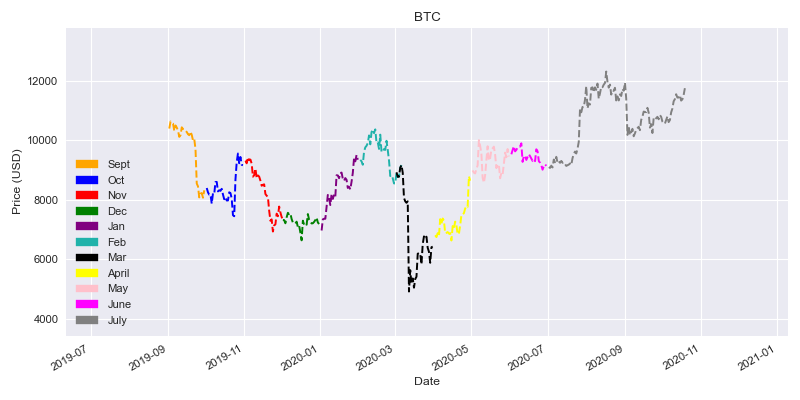 BTC
Price (USD)
12000
10000
8000
6000
4000
Sept
Oct
Nov
Dec
Jan
Feb
Mar
April
May
June
July
2019-07
2019-09
2019-11
2020-01
2020-03
2020-05
2020-07
2020-09
2020-11
2021-01
Date